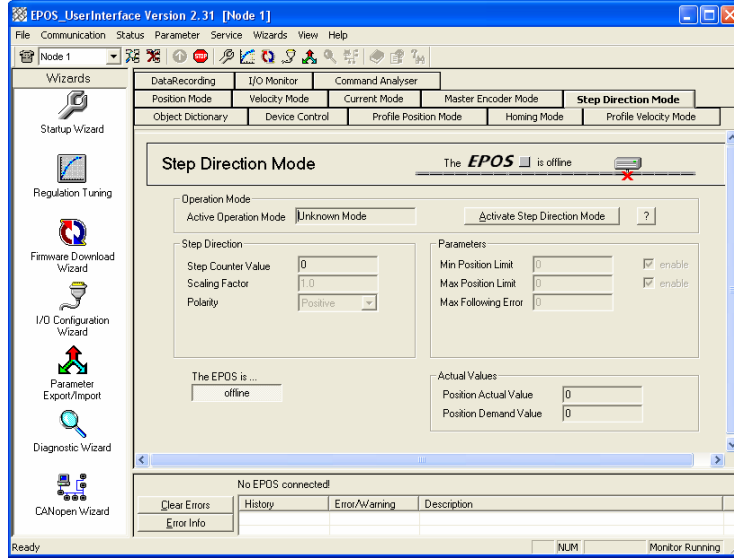 EPOS_UserInterface Version 2.31 [Node 1]
File Communication Status Parameter Service Wizards View Help
Node 1
Wizards
Startup Wizard
Regulation Tuning
Firmware Download
Wizard
I/O Configuration
Wizard
Parameter
Export/Import
Diagnostic Wizard
CANopen Wizard
DataRecording I/O Monitor Command Analyser
Position Mode Velocity Mode Current Mode Master Encoder Mode Step Direction Mode
Object Dictionary Device Control Profile Position Mode Homing Mode Profile Velocity Mode
Step Direction Mode The EPOS is offline
Operation Mode
Active Operation Mode Unknown Mode Activate Step Direction Mode ?
Step Direction Parameters
Step Counter Value 0 Min Position Limit 0 enable
Scaling Factor 1.0 Max Position Limit 0 enable
Polarity Positive Max Following Error 0
The EPOS is ... Actual Values
offline Position Actual Value 0
Position Demand Value 0
No EPOS connected!
Clear Errors History Error/Warning Description
Error Info
Ready NUM Monitor Running